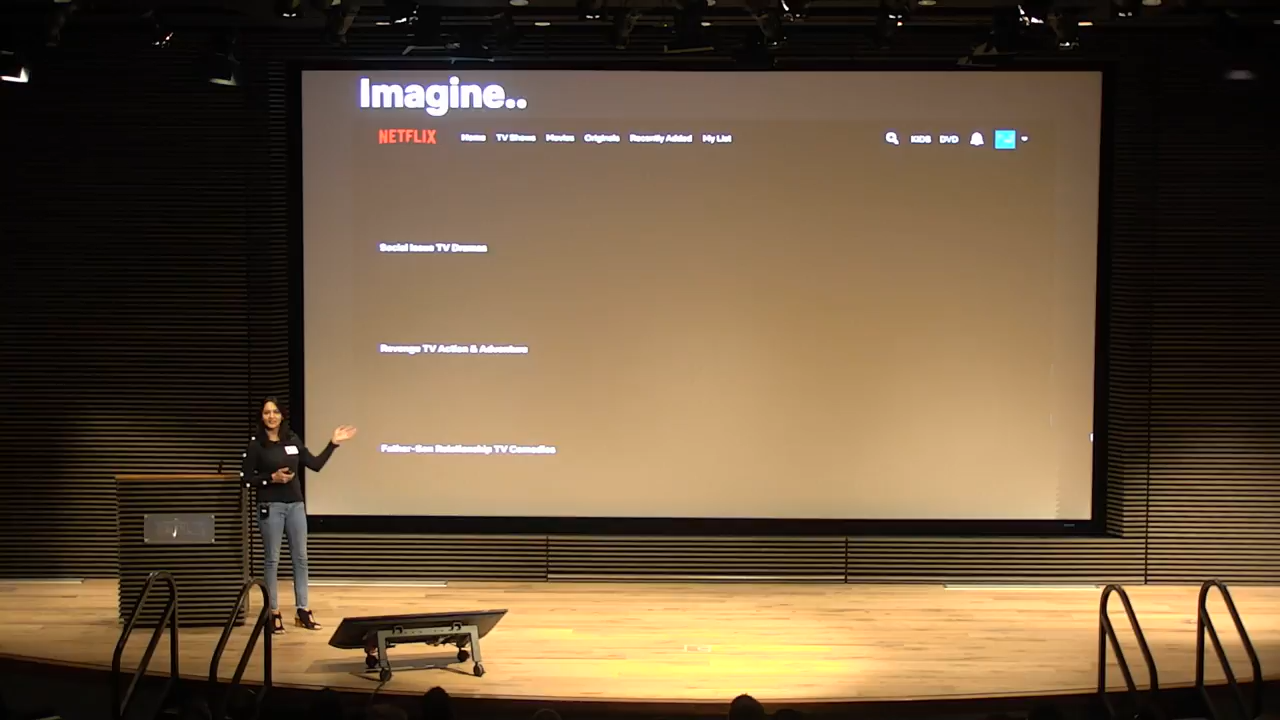 Imagine..
NETFLIX Home TV Shows Movies Originals Recently Added My List KIDS DVD
Social Issue TV Dramas
Revenge TV Action & Adventure
Father-Son Relationship TV Comedies